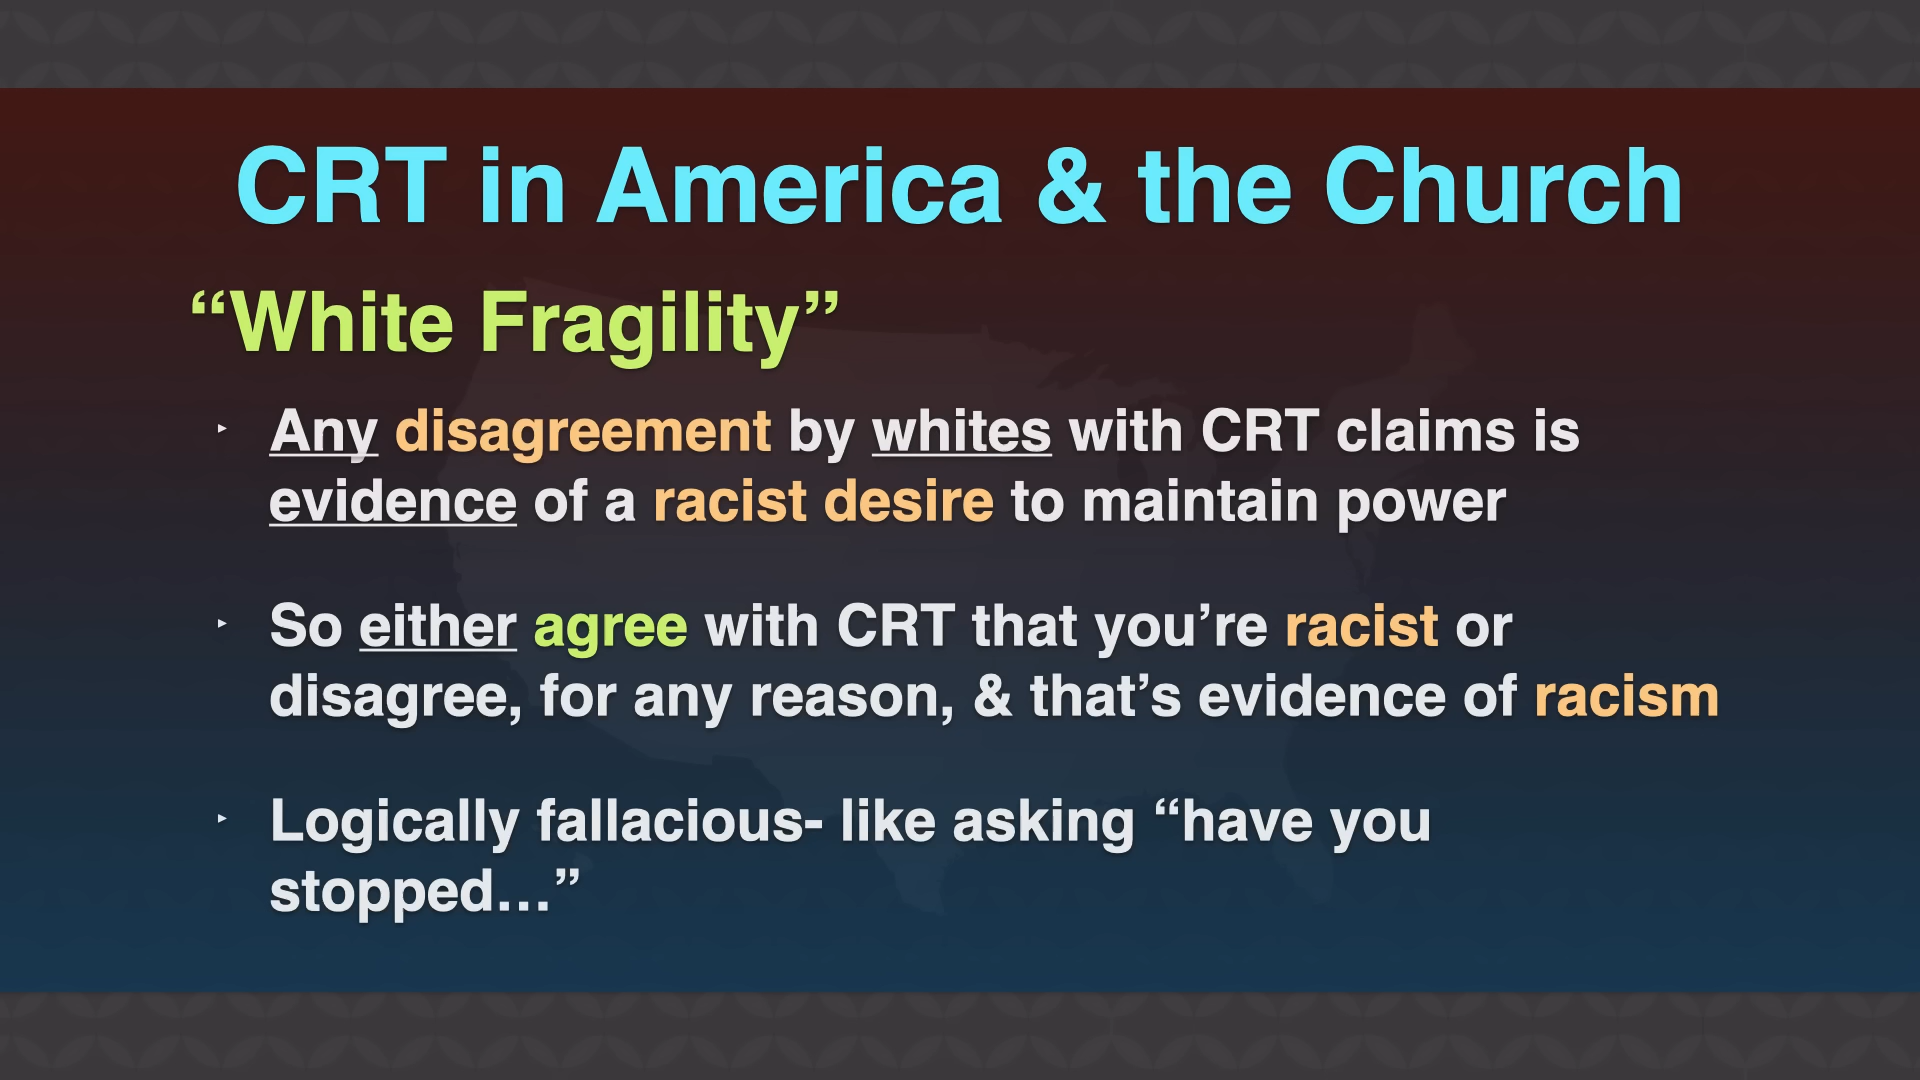 CRT in America & the Church
“White Fragility”
‣ Any disagreement by whites with CRT claims is
evidence of a racist desire to maintain power
‣ So either agree with CRT that you’re racist or
disagree, for any reason, & that’s evidence of racism
‣ Logically fallacious- like asking “have you
stopped…”